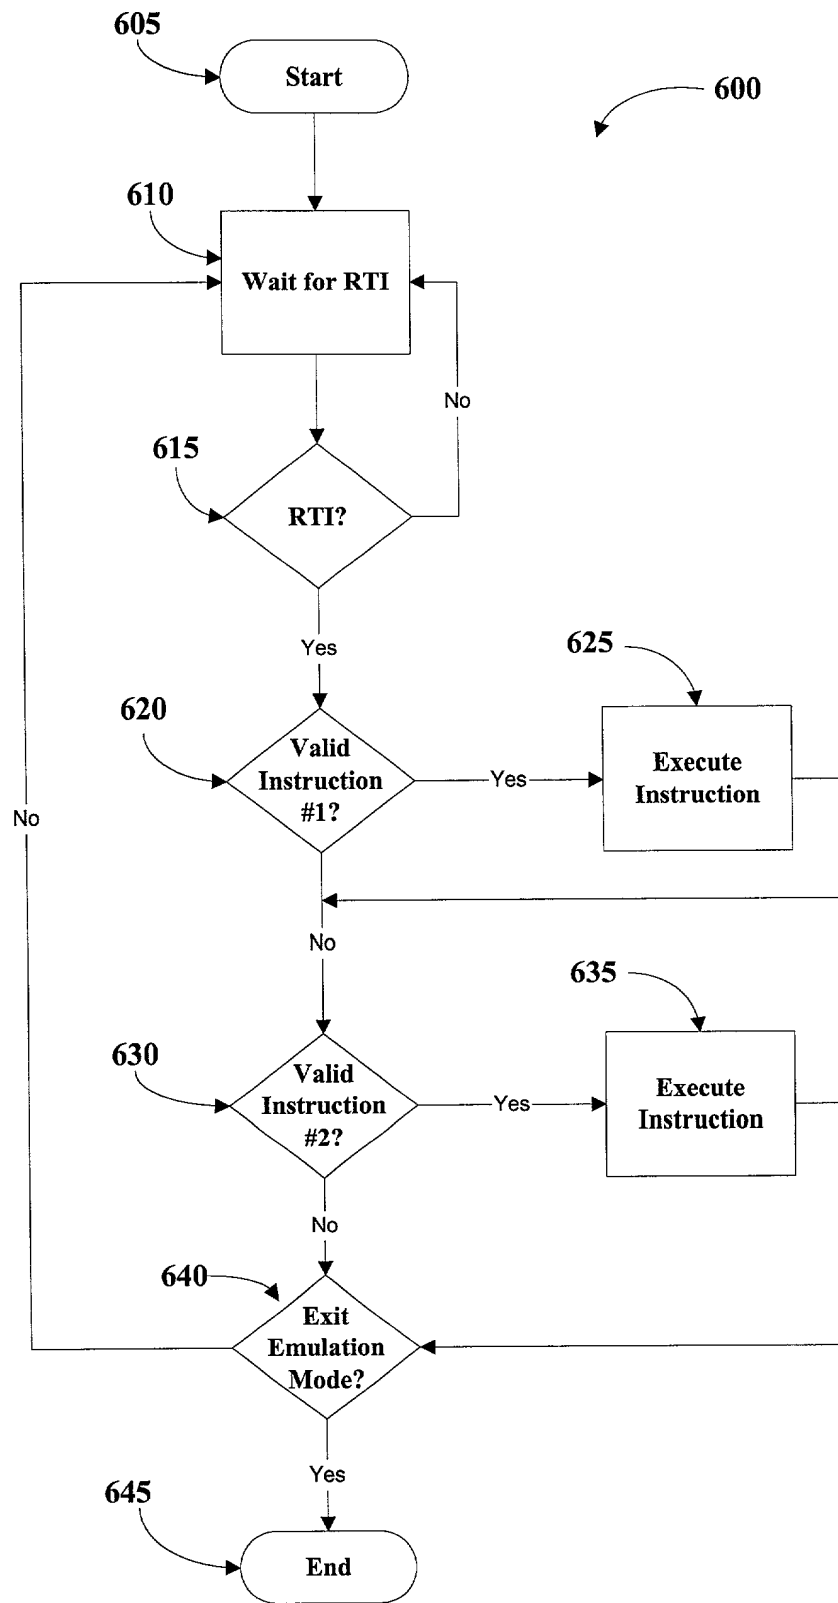 605
Start
600
610
Wait for RTI
No
615
RTI?
Yes
625
620
Valid
Instruction
#1?
Yes
Execute
Instruction
No
No
635
630
Valid
Instruction
#2?
Yes
Execute
Instruction
No
640
Exit
Emulation
Mode?
Yes
645
End